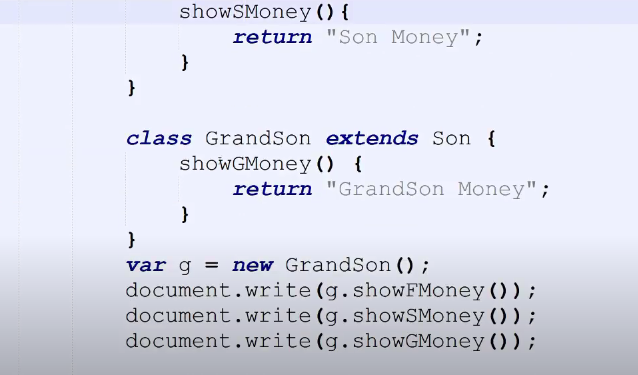 showSMoney(){
return "Son Money";
}
}
class GrandSon extends Son {
showGMoney() {
return "GrandSon Money";
}
}
var g = new GrandSon();
document.write(g.showFMoney());
document.write(g.showSMoney());
document.write(g.showGMoney());